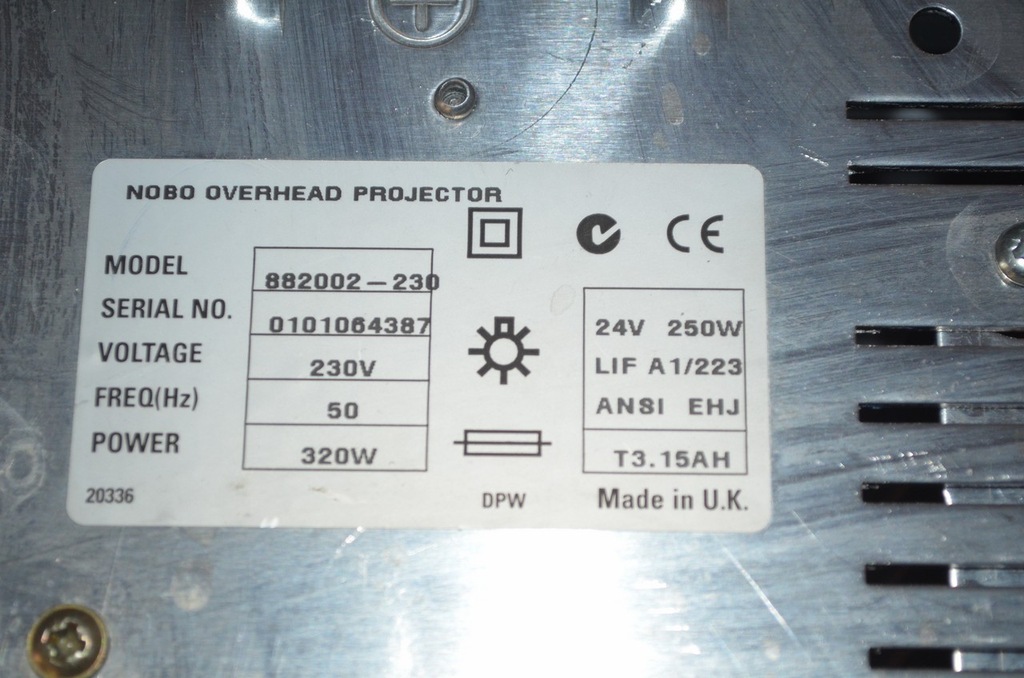 NOBO OVERHEAD PROJECTOR
CE
MODEL 882002-230
SERIAL NO. 0101064387
VOLTAGE 230V
FREQ(Hz) 50
POWER 320W
24V 250W
LIF A1/223
ANSI EHJ
T3.15AH
20336
DPW
Made in U.K.